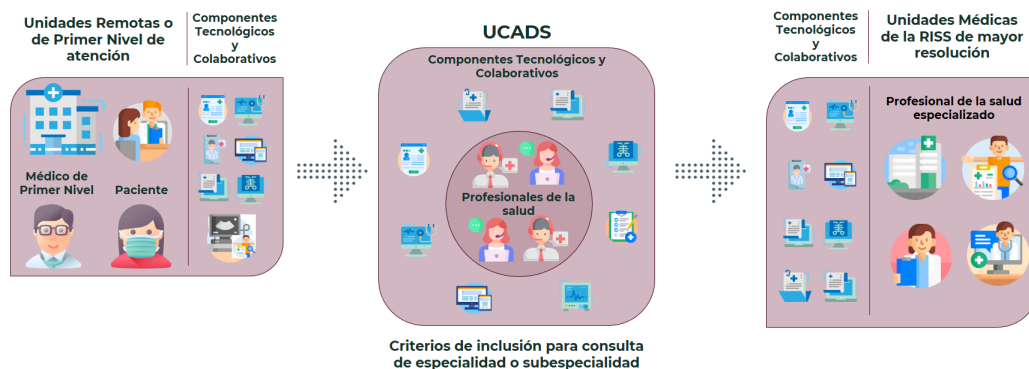 Unidades Remotas o
de Primer Nivel de
atención
Componentes
Tecnológicos
y
Colaborativos
Médico de
Primer Nivel
Paciente
UCADS
Componentes Tecnológicos y
Colaborativos
Profesionales de la
salud
Criterios de inclusión para consulta
de especialidad o subespecialidad
Componentes
Tecnológicos
y
Colaborativos
Unidades Médicas
de la RISS de mayor
resolución
Profesional de la salud
especializado